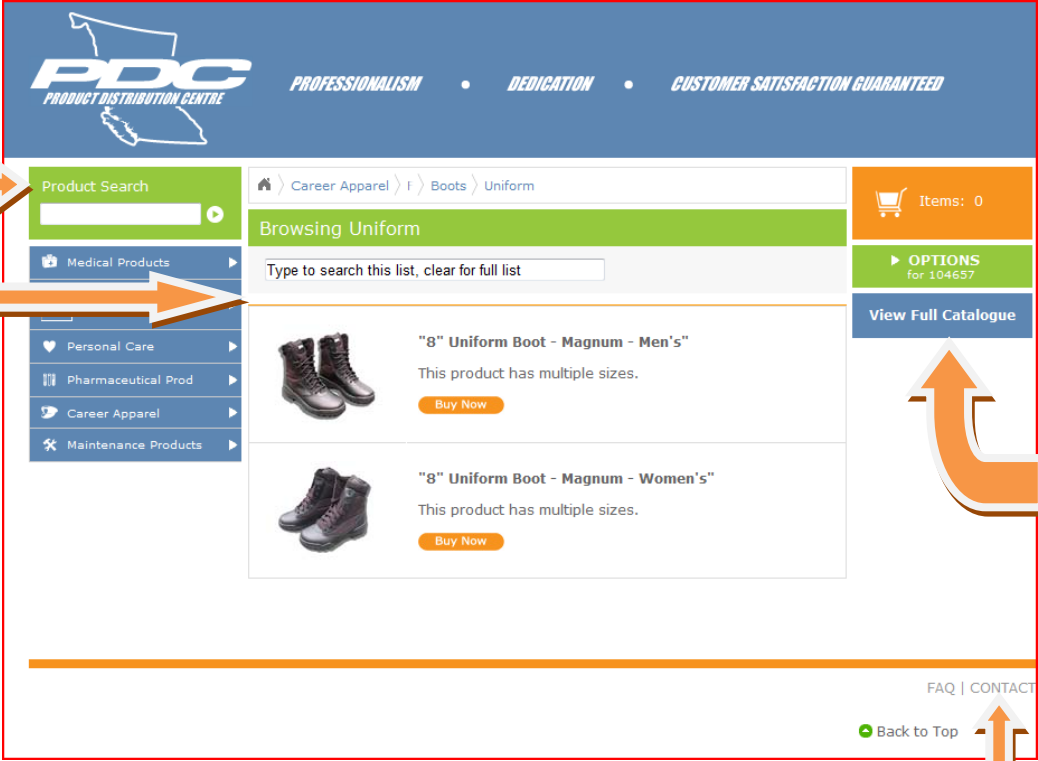 PDC
PRODUCT DISTRIBUTION CENTRE
PROFESSIONALISM • DEDICATION • CUSTOMER SATISFACTION GUARANTEED
Product Search
Career Apparel
Boots
Uniform
Items: 0
Browsing Uniform
Medical Products
Type to search this list, clear for full list
OPTIONS
for 104657
View Full Catalogue
Personal Care
Pharmaceutical Prod
Career Apparel
Maintenance Products
"8" Uniform Boot - Magnum - Men's"
This product has multiple sizes.
Buy Now
"8" Uniform Boot - Magnum - Women's"
This product has multiple sizes.
Buy Now
FAQ | CONTACT
Back to Top